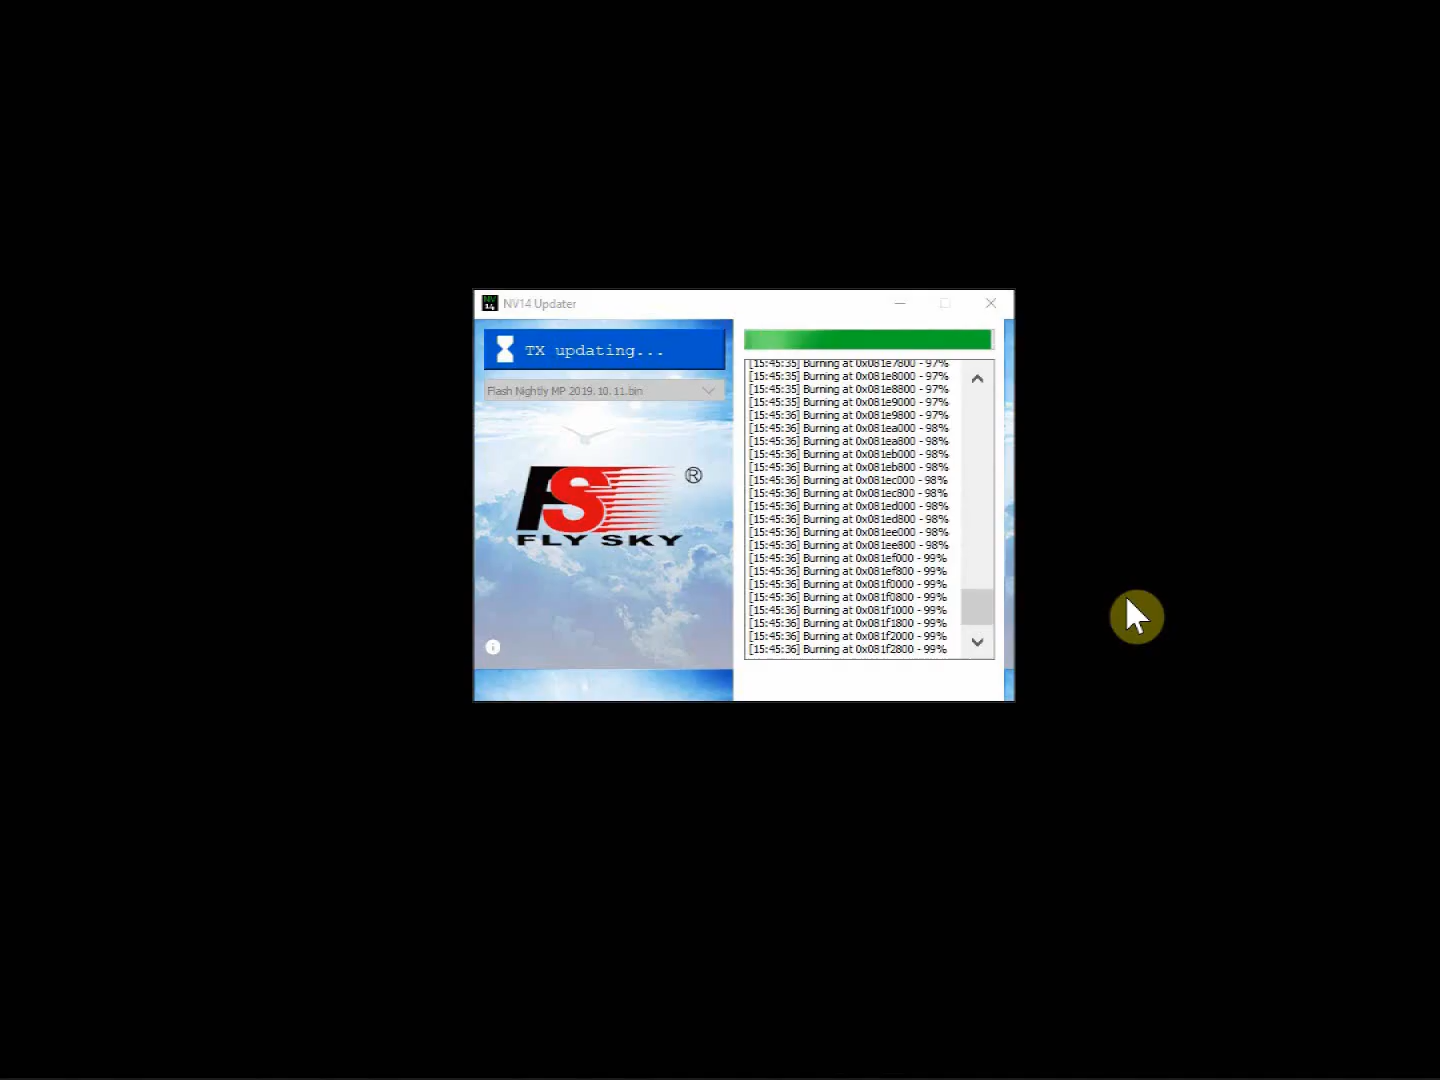 NV14 Updater
TX updating...
Flash Nightly MP 2019.10.11.bin
FS ®
FLY SKY
[15:45:35] Burning at 0x081e7800 - 97%
[15:45:35] Burning at 0x081e8000 - 97%
[15:45:35] Burning at 0x081e8800 - 97%
[15:45:35] Burning at 0x081e9000 - 97%
[15:45:36] Burning at 0x081e9800 - 97%
[15:45:36] Burning at 0x081ea000 - 98%
[15:45:36] Burning at 0x081ea800 - 98%
[15:45:36] Burning at 0x081eb000 - 98%
[15:45:36] Burning at 0x081eb800 - 98%
[15:45:36] Burning at 0x081ec000 - 98%
[15:45:36] Burning at 0x081ec800 - 98%
[15:45:36] Burning at 0x081ed000 - 98%
[15:45:36] Burning at 0x081ed800 - 98%
[15:45:36] Burning at 0x081ee000 - 98%
[15:45:36] Burning at 0x081ee800 - 98%
[15:45:36] Burning at 0x081ef000 - 99%
[15:45:36] Burning at 0x081ef800 - 99%
[15:45:36] Burning at 0x081f0000 - 99%
[15:45:36] Burning at 0x081f0800 - 99%
[15:45:36] Burning at 0x081f1000 - 99%
[15:45:36] Burning at 0x081f1800 - 99%
[15:45:36] Burning at 0x081f2000 - 99%
[15:45:36] Burning at 0x081f2800 - 99%